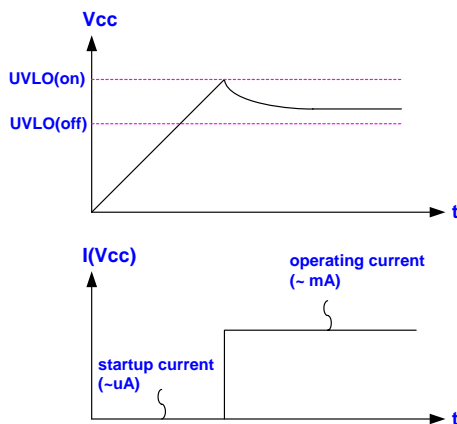 Vcc
UVLO(on)
UVLO(off)
t
I(Vcc)
operating current
(~ mA)
startup current
(~uA)
t